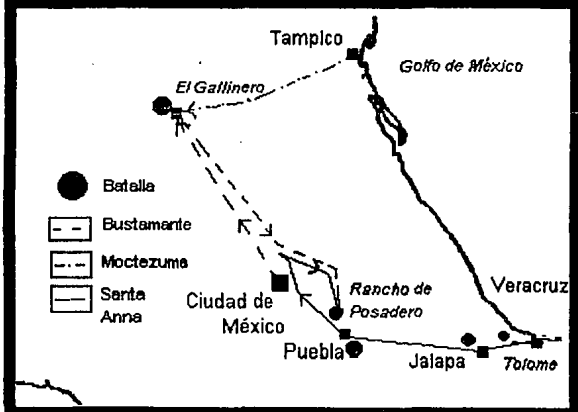 Tampico
Golfo de México
El Gallinero
Batalla
Bustamante
Moctezuma
Santa
Anna
Ciudad de
México
Rancho de
Posadero
Veracruz
Puebla
Jalapa
Tolome